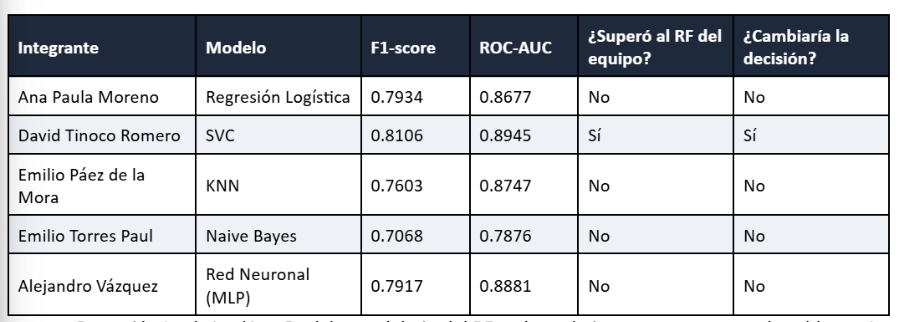 Integrante Modelo F1-score ROC-AUC ¿Superó al RF del equipo? ¿Cambiaría la decisión?
Ana Paula Moreno Regresión Logística 0.7934 0.8677 No No
David Tinoco Romero SVC 0.8106 0.8945 Sí Sí
Emilio Páez de la Mora KNN 0.7603 0.8747 No No
Emilio Torres Paul Naive Bayes 0.7068 0.7876 No No
Alejandro Vázquez Red Neuronal (MLP) 0.7917 0.8881 No No